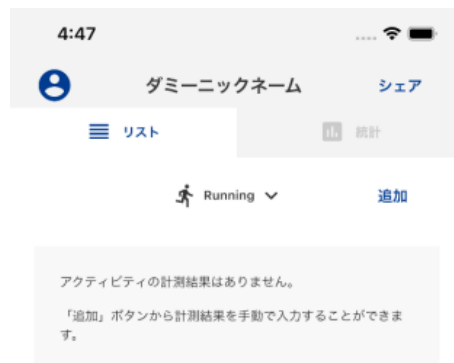 4:47
ダミーニックネーム
シェア
リスト
統計
Running
追加
アクティビティの計測結果はありません。
「追加」ボタンから計測結果を手動で入力することができま
す。